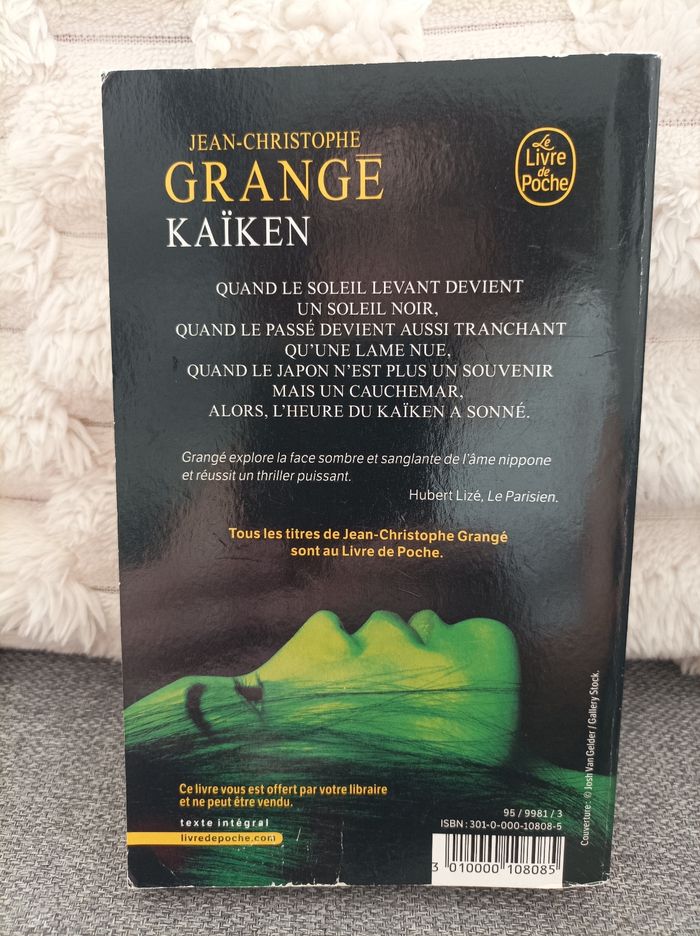 JEAN-CHRISTOPHE
GRANGÉ
KAÏKEN
Le
Livre
de
Poche
QUAND LE SOLEIL LEVANT DEVIENT
UN SOLEIL NOIR,
QUAND LE PASSÉ DEVIENT AUSSI TRANCHANT
QU'UNE LAME NUE,
QUAND LE JAPON N'EST PLUS UN SOUVENIR
MAIS UN CAUCHEMAR,
ALORS, L'HEURE DU KAÏKEN A SONNÉ.
Grangé explore la face sombre et sanglante de l'âme nippone
et réussit un thriller puissant.
Hubert Lizé, Le Parisien.
Tous les titres de Jean-Christophe Grangé
sont au Livre de Poche.
Couverture : © Josh Van Gelder / Gallery Stock.
Ce livre vous est offert par votre libraire
et ne peut être vendu.
texte intégral
livredepoche.com
95 / 9981 / 3
ISBN : 301-0-000-10808-5
3 010000 108085